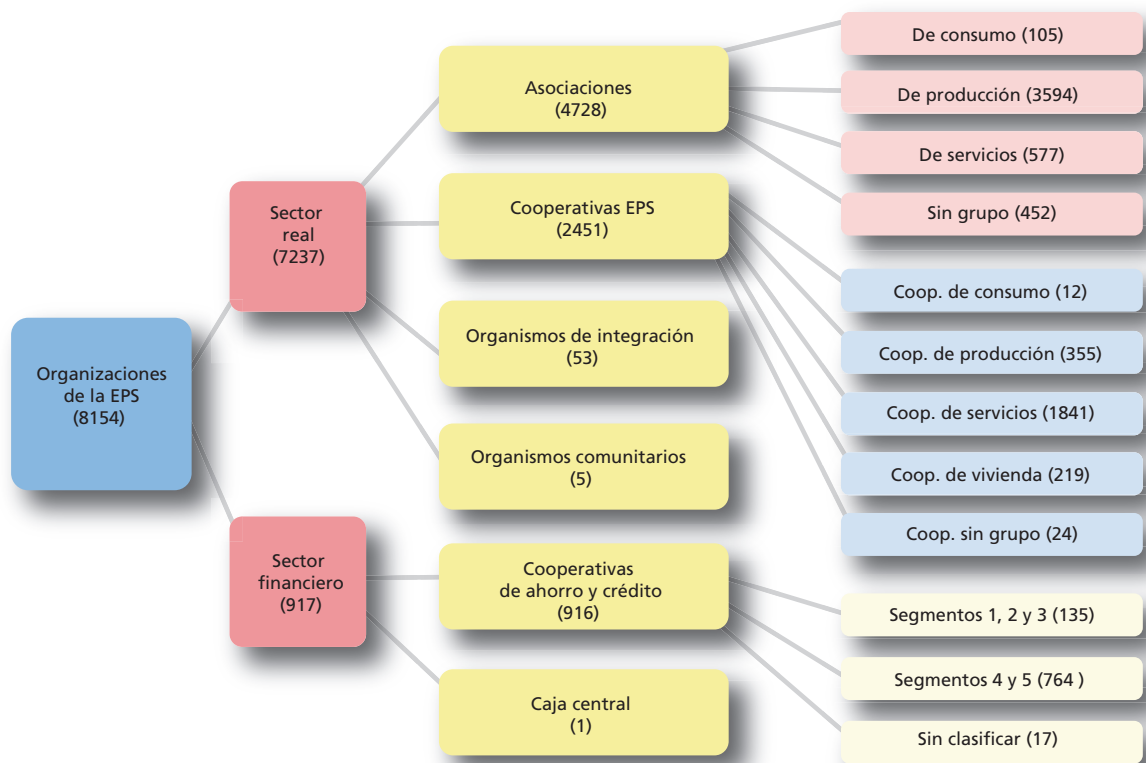 Organizaciones
de la EPS
(8154)
Sector
real
(7237)
Sector
financiero
(917)
Asociaciones
(4728)
Cooperativas EPS
(2451)
Organismos de integración
(53)
Organismos comunitarios
(5)
Cooperativas
de ahorro y crédito
(916)
Caja central
(1)
De consumo (105)
De producción (3594)
De servicios (577)
Sin grupo (452)
Coop. de consumo (12)
Coop. de producción (355)
Coop. de servicios (1841)
Coop. de vivienda (219)
Coop. sin grupo (24)
Segmentos 1, 2 y 3 (135)
Segmentos 4 y 5 (764 )
Sin clasificar (17)